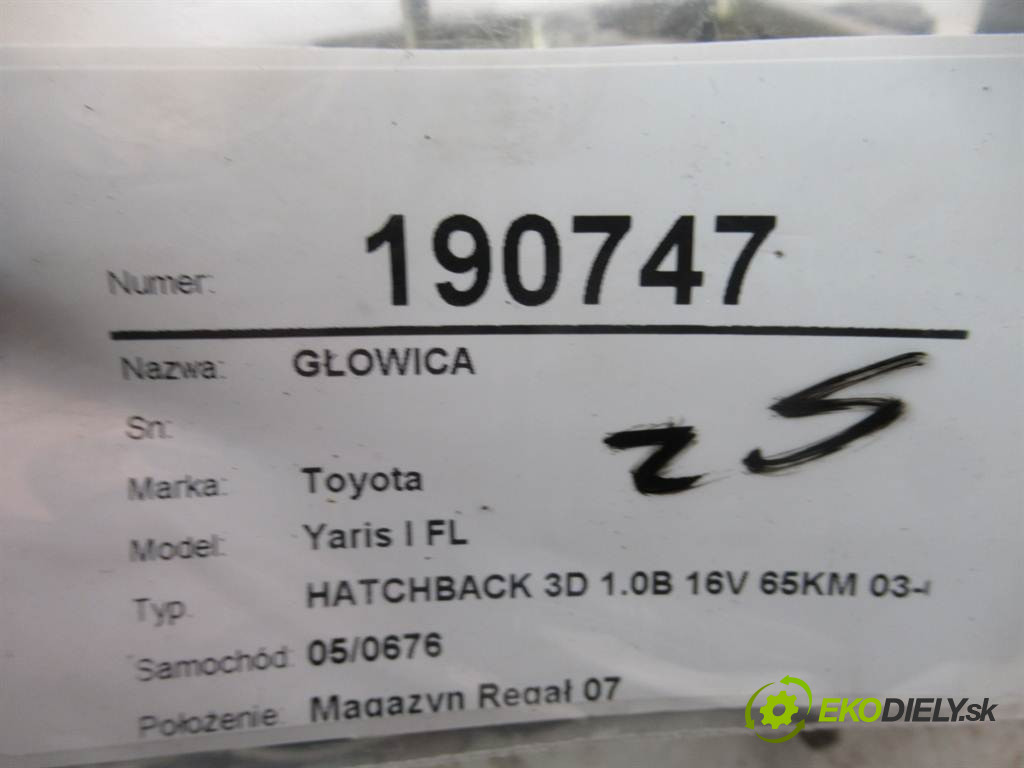 Numer: 190747
Nazwa: GŁOWICA
Sn:
25
Marka: Toyota
Model: Yaris I FL
Typ. HATCHBACK 3D 1.0B 16V 65KM 03-
Samochód: 05/0676
Położenie: Magazyn Regał 07
EKODIELY.sk